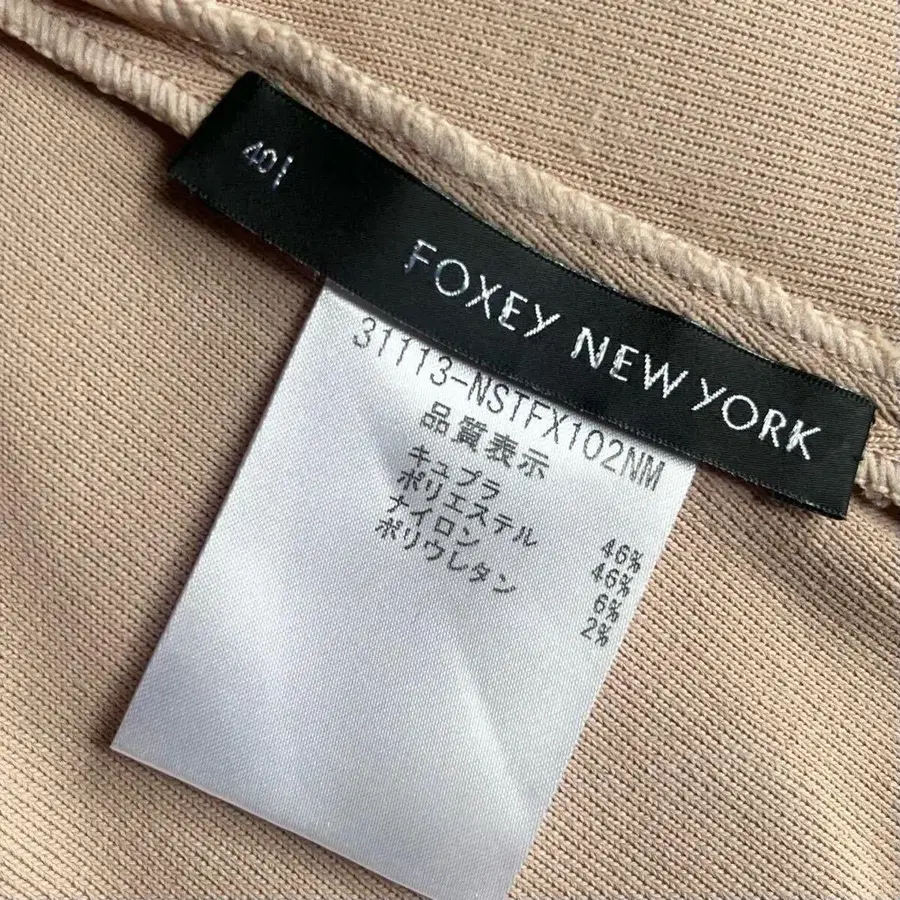 40
FOXEY NEW YORK
31113-NSTFX102NM
品質表示
キュプラ 46%
ポリエステル 46%
ナイロン 6%
ポリウレタン 2%